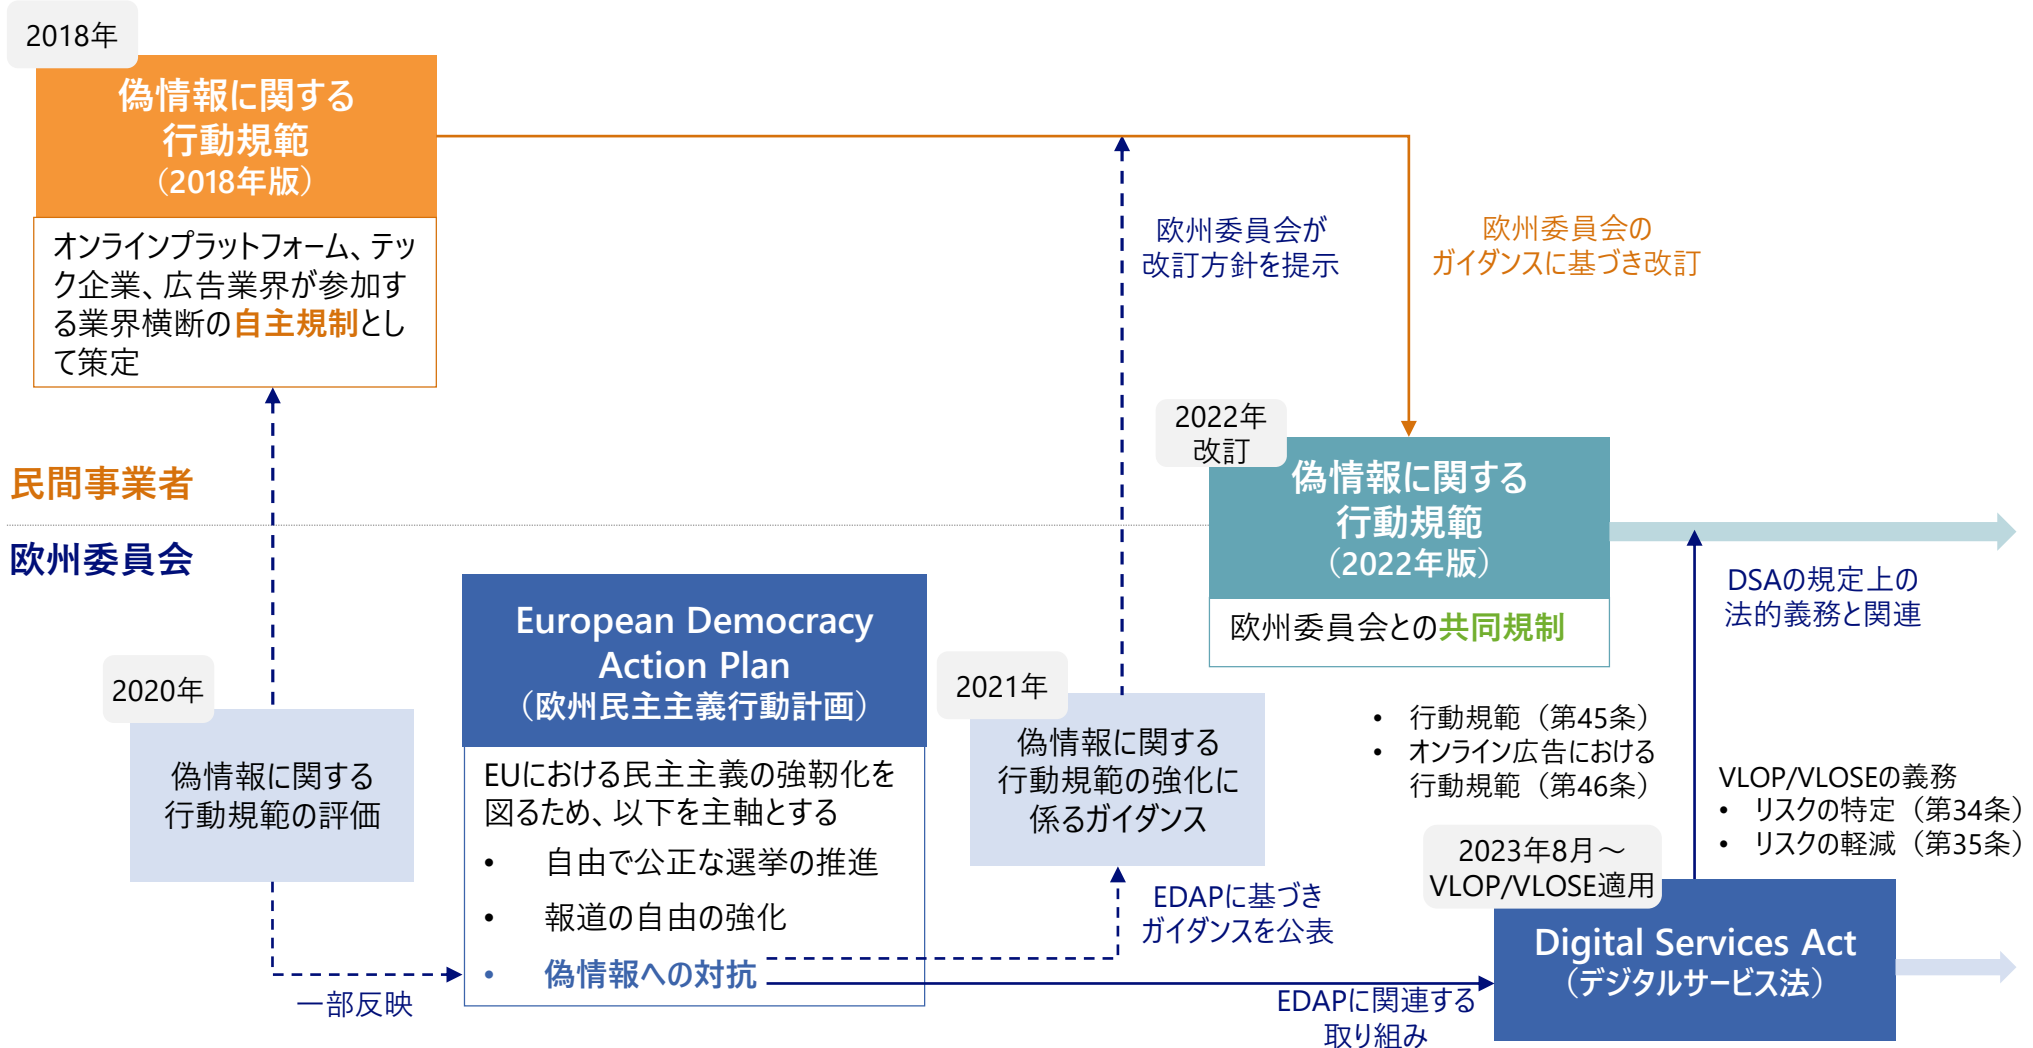 2018年
偽情報に関する
行動規範
（2018年版）
オンラインプラットフォーム、テッ
ク企業、広告業界が参加す
る業界横断の自主規制とし
て策定
欧州委員会が
改訂方針を提示
欧州委員会の
ガイダンスに基づき改訂
民間事業者
欧州委員会
2022年
改訂
偽情報に関する
行動規範
（2022年版）
欧州委員会との共同規制
DSAの規定上の
法的義務と関連
2020年
偽情報に関する
行動規範の評価
一部反映
European Democracy
Action Plan
（欧州民主主義行動計画）
EUにおける民主主義の強靭化を
図るため、以下を主軸とする
• 自由で公正な選挙の推進
• 報道の自由の強化
• 偽情報への対抗
2021年
偽情報に関する
行動規範の強化に
係るガイダンス
EDAPに基づき
ガイダンスを公表
EDAPに関連する
取り組み
• 行動規範（第45条）
• オンライン広告における
行動規範（第46条）
VLOP/VLOSEの義務
• リスクの特定（第34条）
• リスクの軽減（第35条）
2023年8月～
VLOP/VLOSE適用
Digital Services Act
（デジタルサービス法）